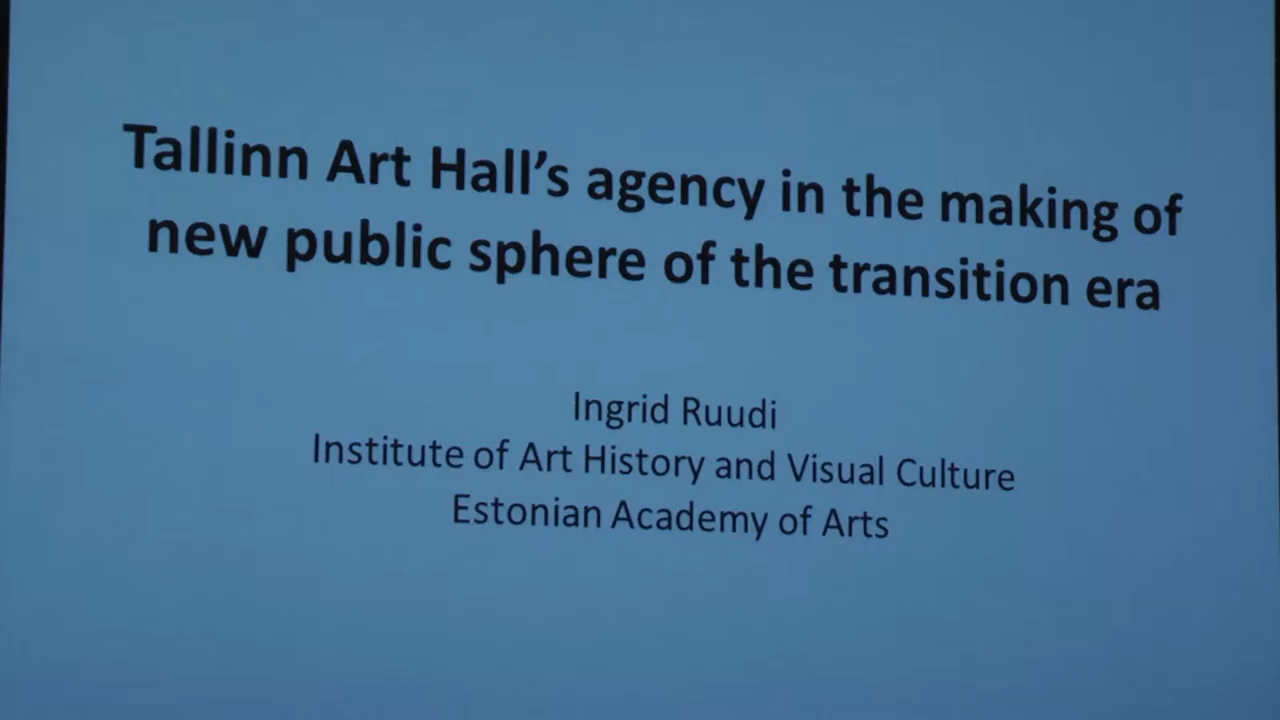 Tallinn Art Hall’s agency in the making of
new public sphere of the transition era
Ingrid Ruudi
Institute of Art History and Visual Culture
Estonian Academy of Arts